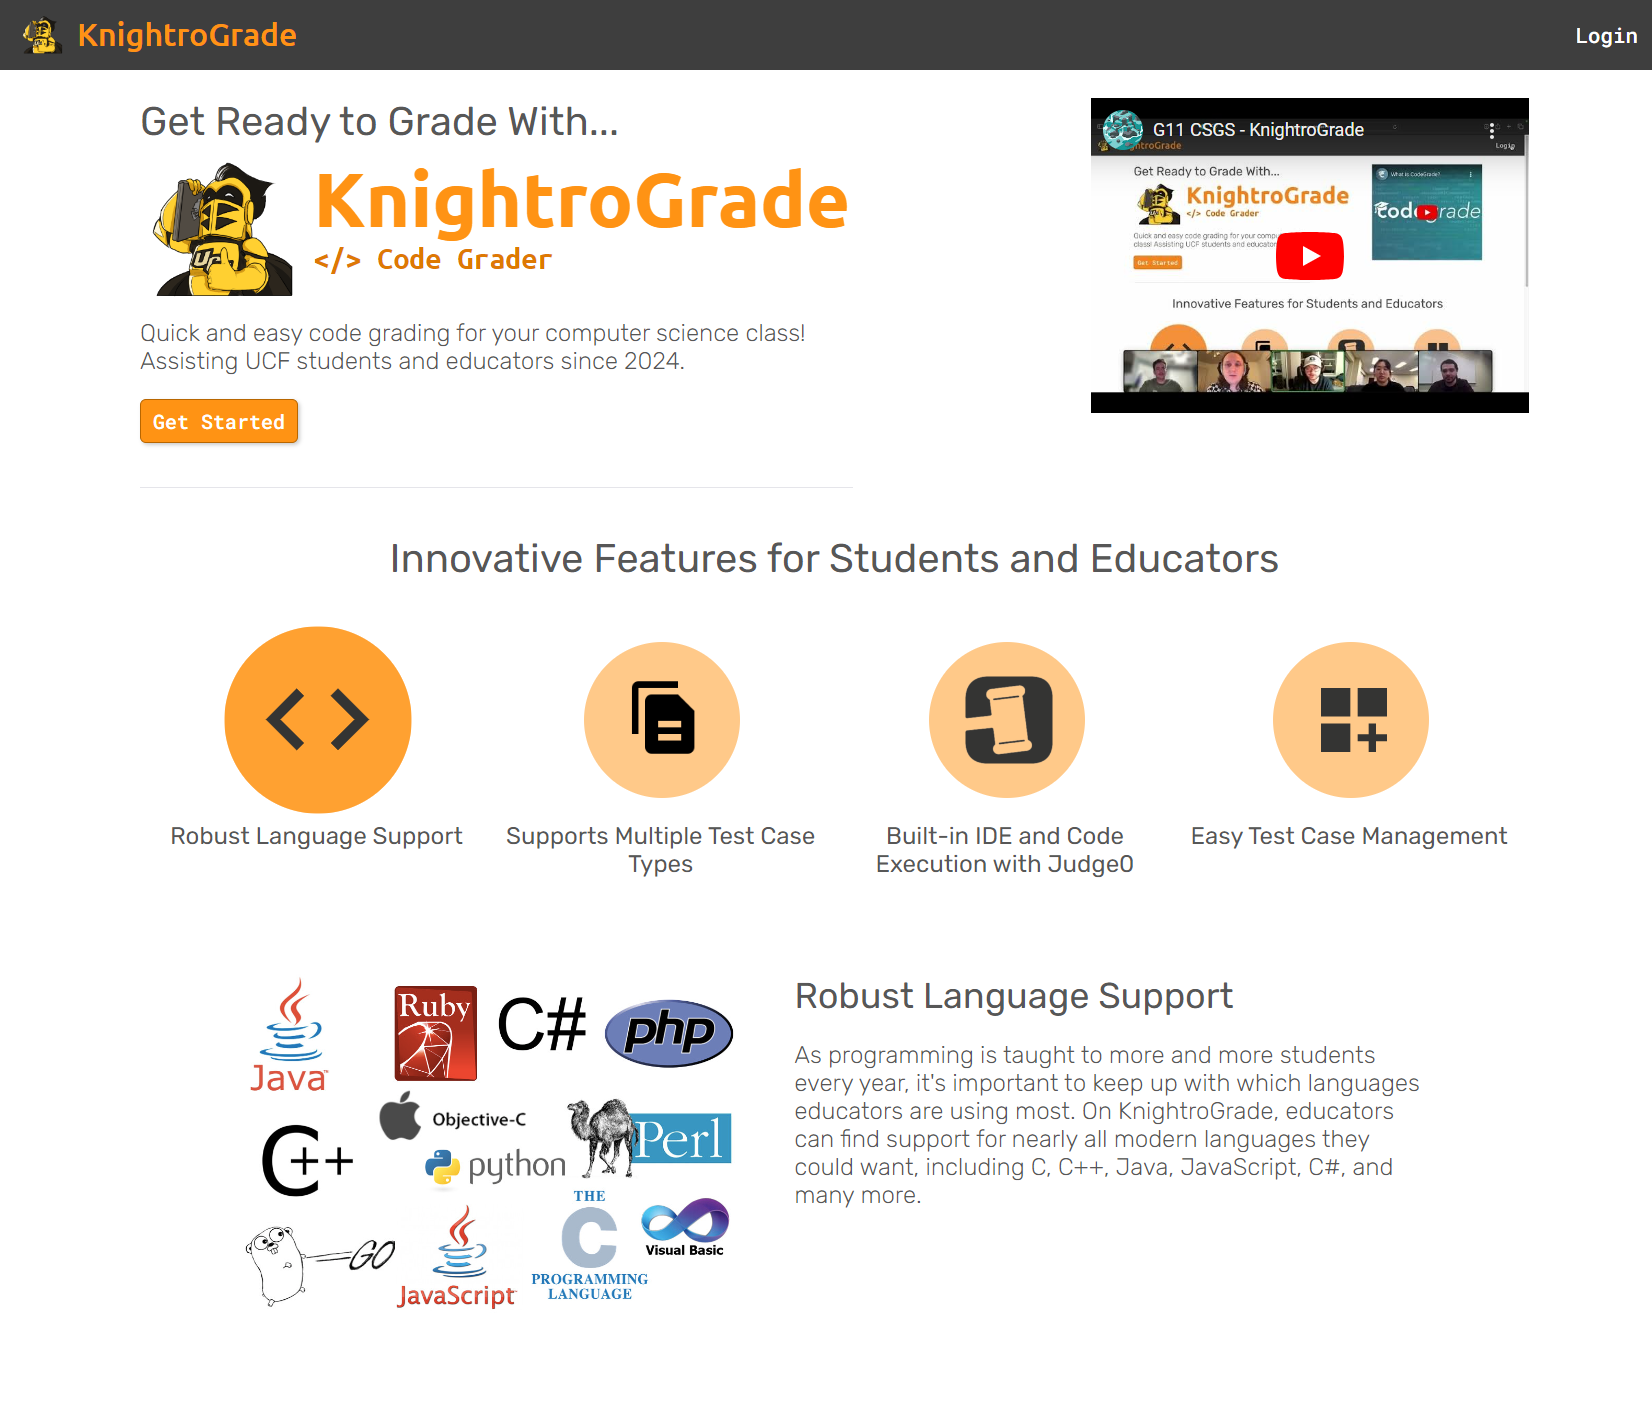 KnightroGrade
Login
Get Ready to Grade With...
KnightroGrade
</> Code Grader
Quick and easy code grading for your computer science class!
Assisting UCF students and educators since 2024.
Get Started
G11 CSGS - KnightroGrade
Login
Get Ready to Grade With...
What is CodeGrade?
KnightroGrade
</> Code Grader
Quick and easy code grading for your
class! Assisting UCF students and
Get Started
Innovative Features for Students and Educators
Innovative Features for Students and Educators
Robust Language Support
Supports Multiple Test Case
Types
Built-in IDE and Code
Execution with Judge0
Easy Test Case Management
Java™
Ruby
C#
php
Objective-C
Perl
C++
python
GO
JavaScript
THE
C
PROGRAMMING
LANGUAGE
Visual Basic
Robust Language Support
As programming is taught to more and more students
every year, it's important to keep up with which languages
educators are using most. On KnightroGrade, educators
can find support for nearly all modern languages they
could want, including C, C++, Java, JavaScript, C#, and
many more.